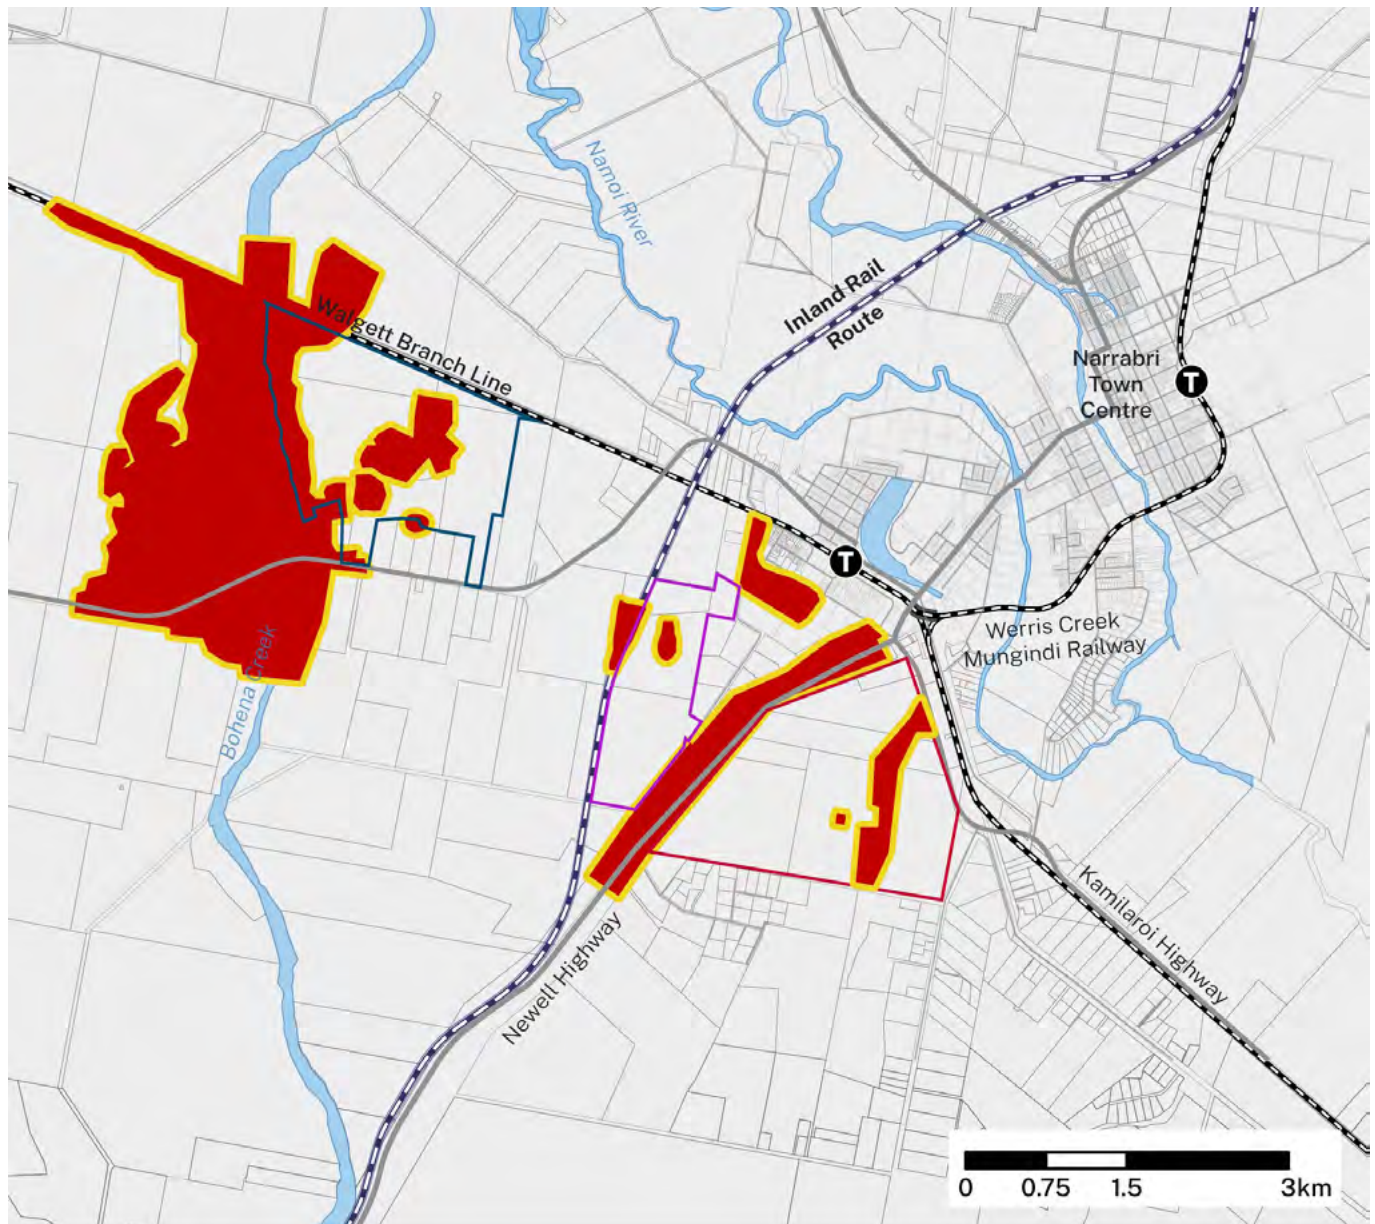 Namoi River
Inland Rail
Route
Walgett Branch Line
Narrabri
Town
Centre
T
T
Werris Creek
Mungindi Railway
Bohena Creek
Newell Highway
Kamilaroi Highway
0 0.75 1.5 3km